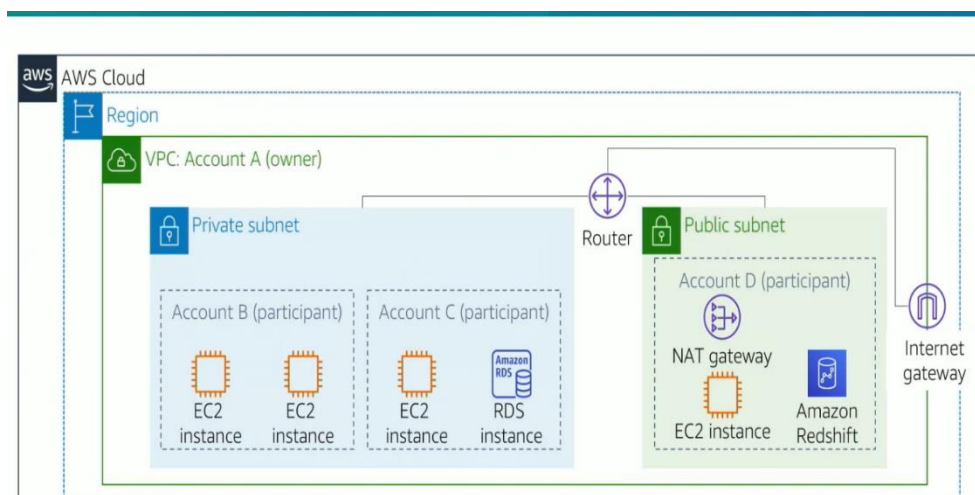 aws
AWS Cloud
Region
VPC: Account A (owner)
Private subnet
Router
Public subnet
Account B (participant)
EC2
instance
EC2
instance
Account C (participant)
EC2
instance
Amazon
RDS
RDS
instance
Account D (participant)
NAT gateway
EC2 instance
Amazon
Redshift
Internet
gateway